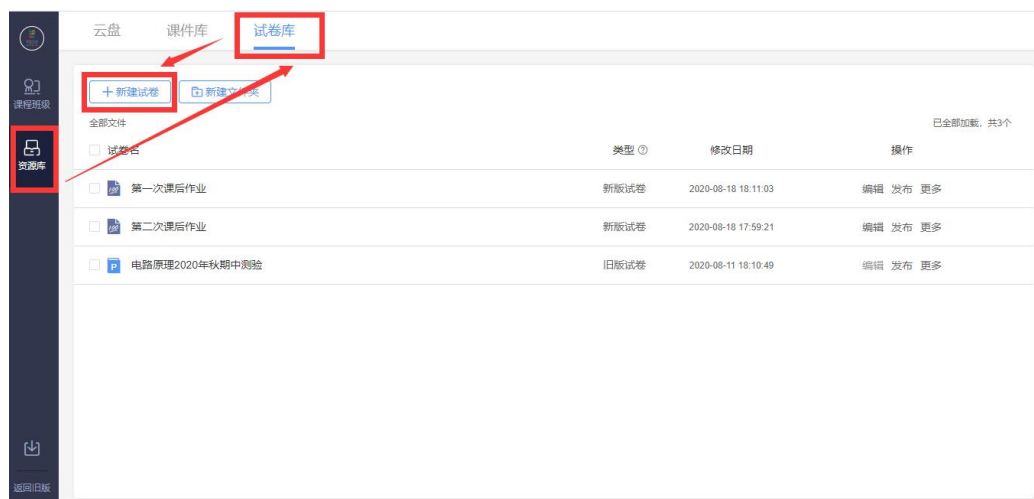 云盘 课件库 试卷库
课程班级
资源库
+ 新建试卷 新建文件夹
全部文件 已全部加载，共3个
试卷名 类型 修改日期 操作
第一次课后作业 新版试卷 2020-08-18 18:11:03 编辑 发布 更多
第二次课后作业 新版试卷 2020-08-18 17:59:21 编辑 发布 更多
电路原理2020年秋期中测验 旧版试卷 2020-08-11 18:10:49 编辑 发布 更多
返回旧版